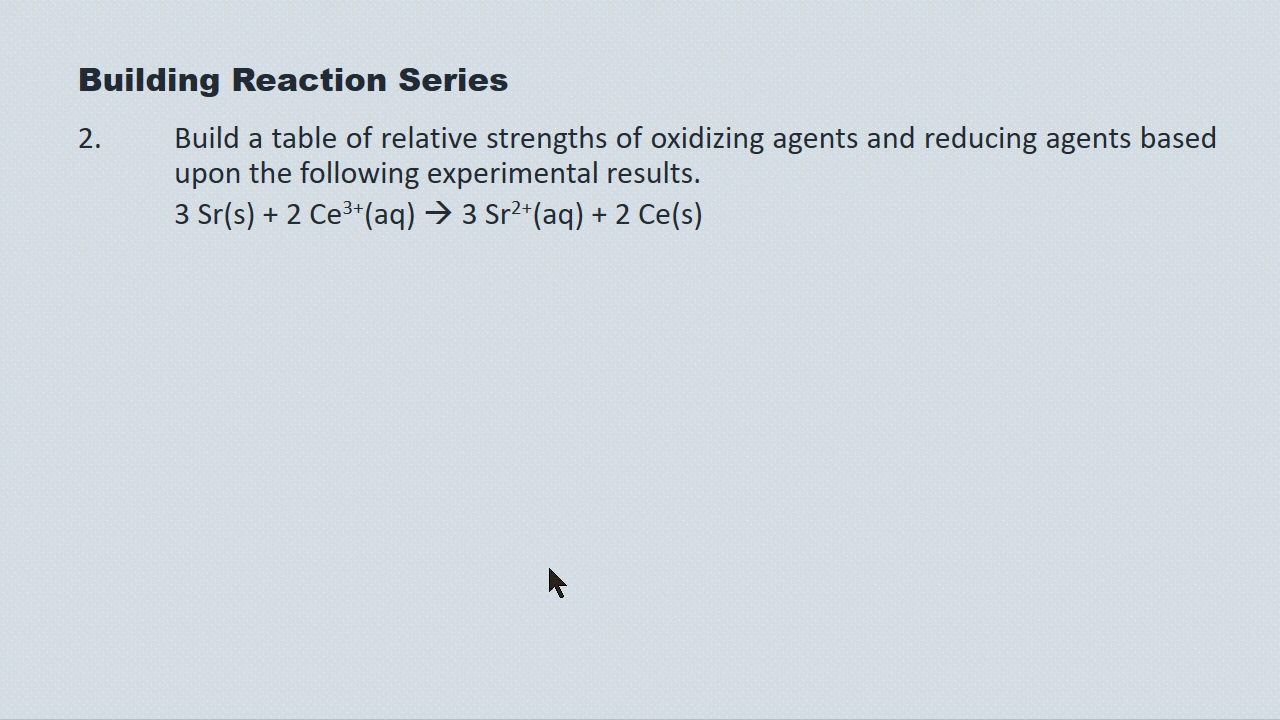 Building Reaction Series
2. Build a table of relative strengths of oxidizing agents and reducing agents based
upon the following experimental results.
3 Sr(s) + 2 Ce³⁺(aq) → 3 Sr²⁺(aq) + 2 Ce(s)